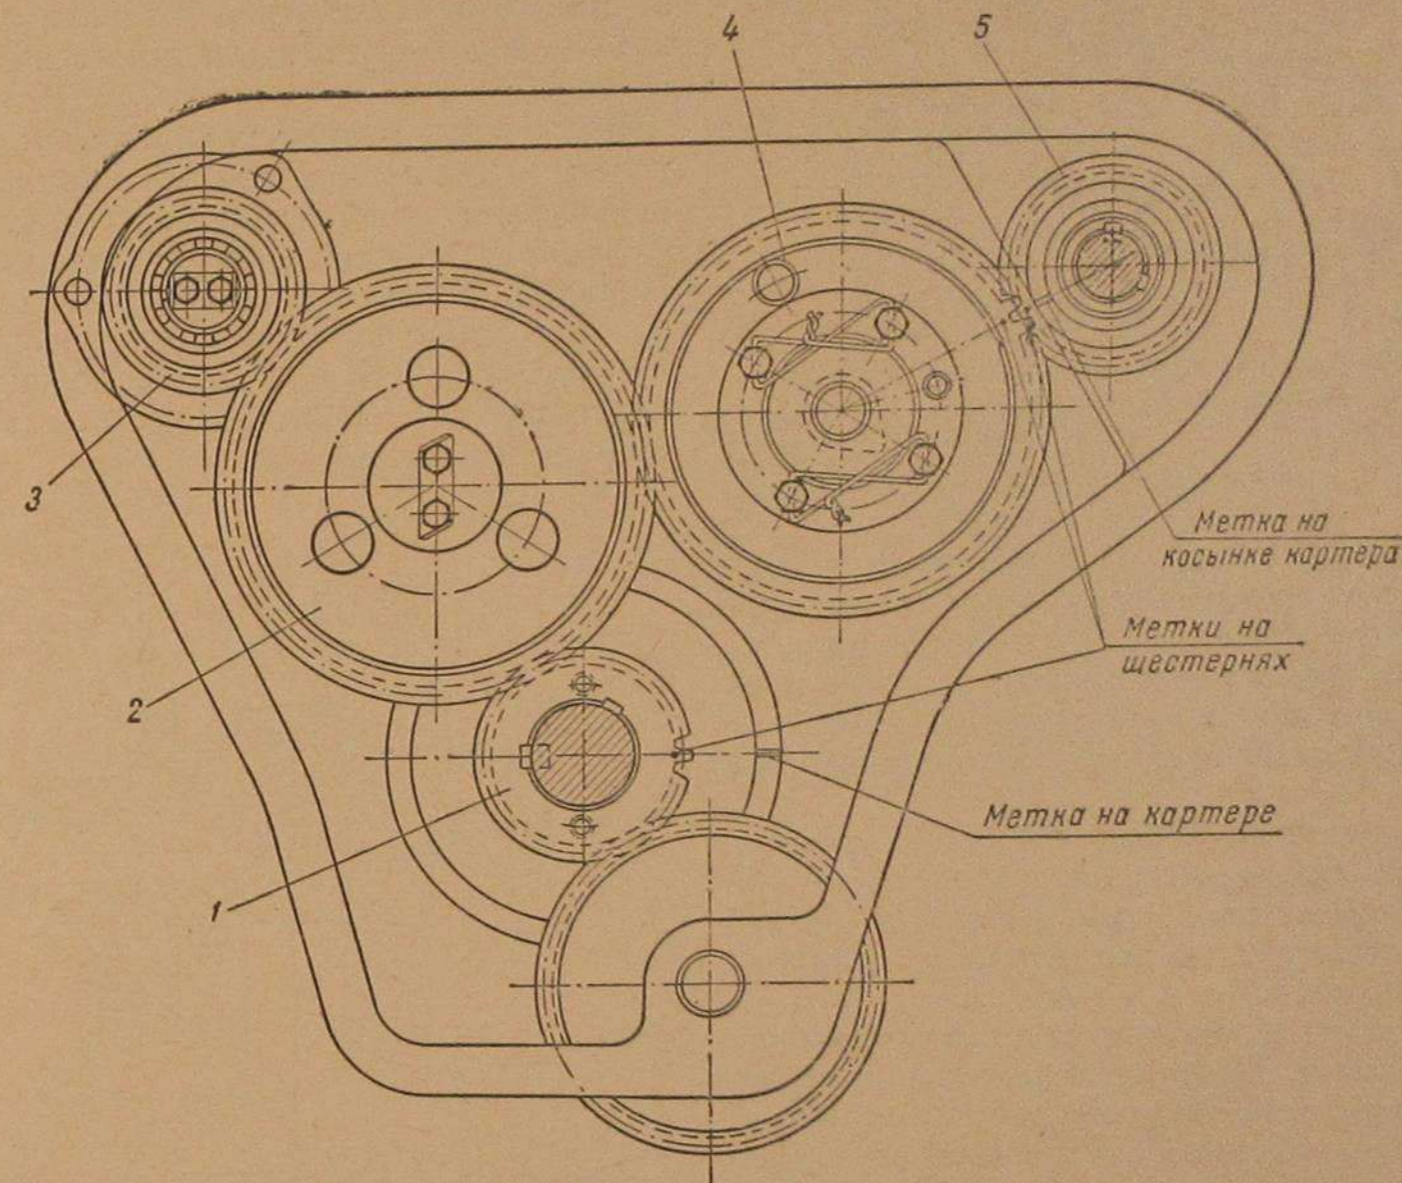 4
5
3
2
1
Метка на
косынке картера
Метки на
шестернях
Метка на картере